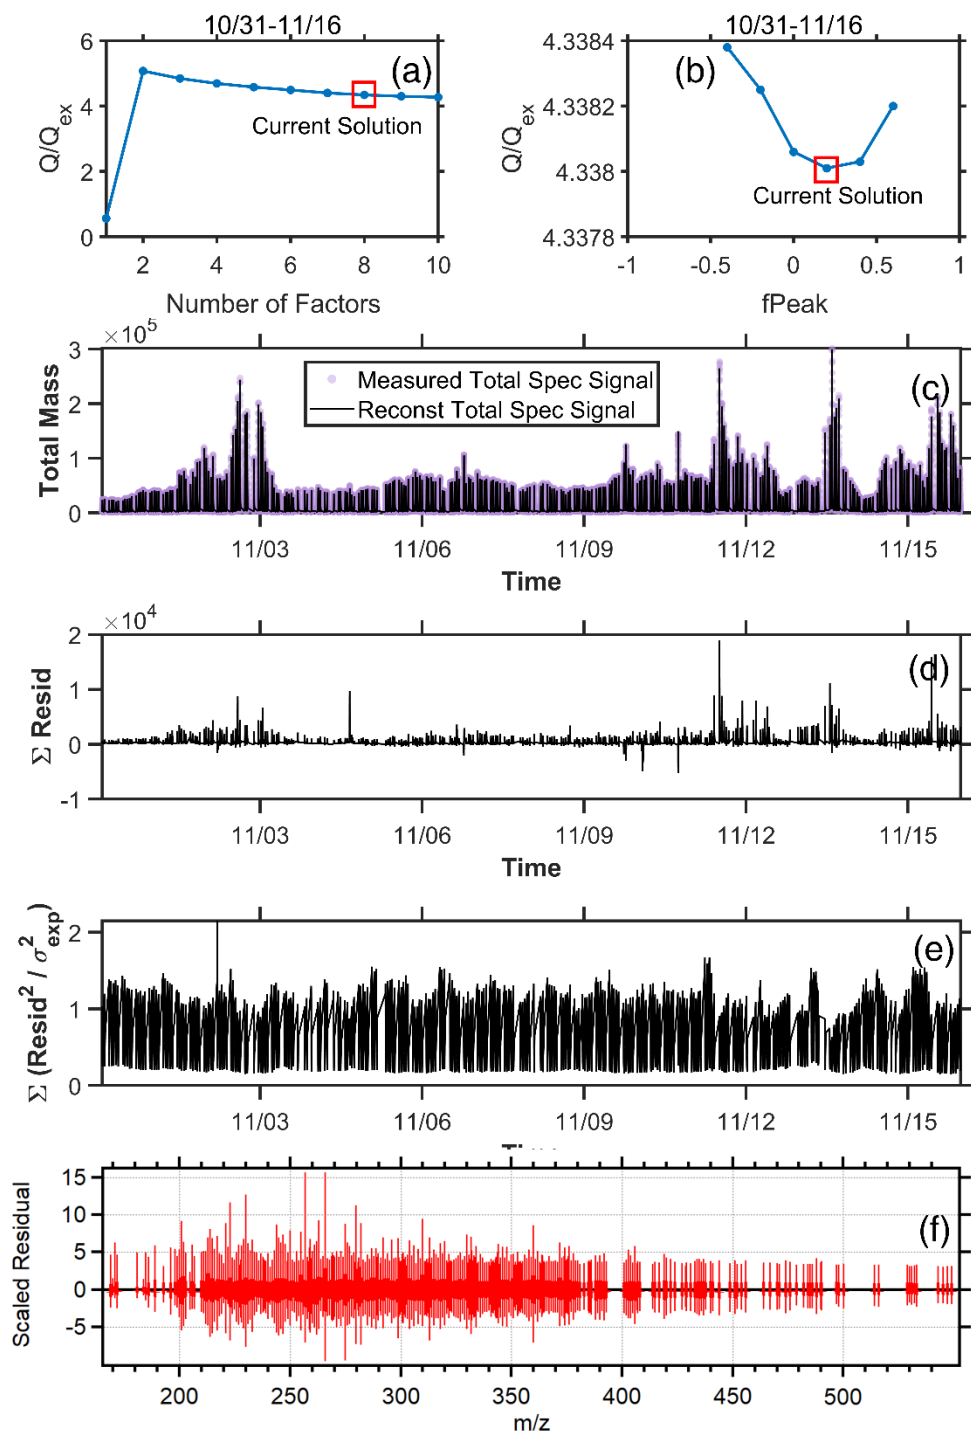 10/31-11/16
(a)
Q/Q_ex
6
4
2
0
Current Solution
2 4 6 8 10
Number of Factors
10/31-11/16
(b)
Q/Q_ex
4.3384
4.3382
4.338
4.3378
Current Solution
-1 -0.5 0 0.5 1
fPeak
×10^5
Total Mass
3
2
1
0
Measured Total Spec Signal
Reconst Total Spec Signal
(c)
11/03 11/06 11/09 11/12 11/15
Time
×10^4
Σ Resid
2
1
0
-1
(d)
11/03 11/06 11/09 11/12 11/15
Time
Σ (Resid^2 / σ^2_exp)
2
1
0
(e)
11/03 11/06 11/09 11/12 11/15
Scaled Residual
15
10
5
0
-5
(f)
200 250 300 350 400 450 500
m/z